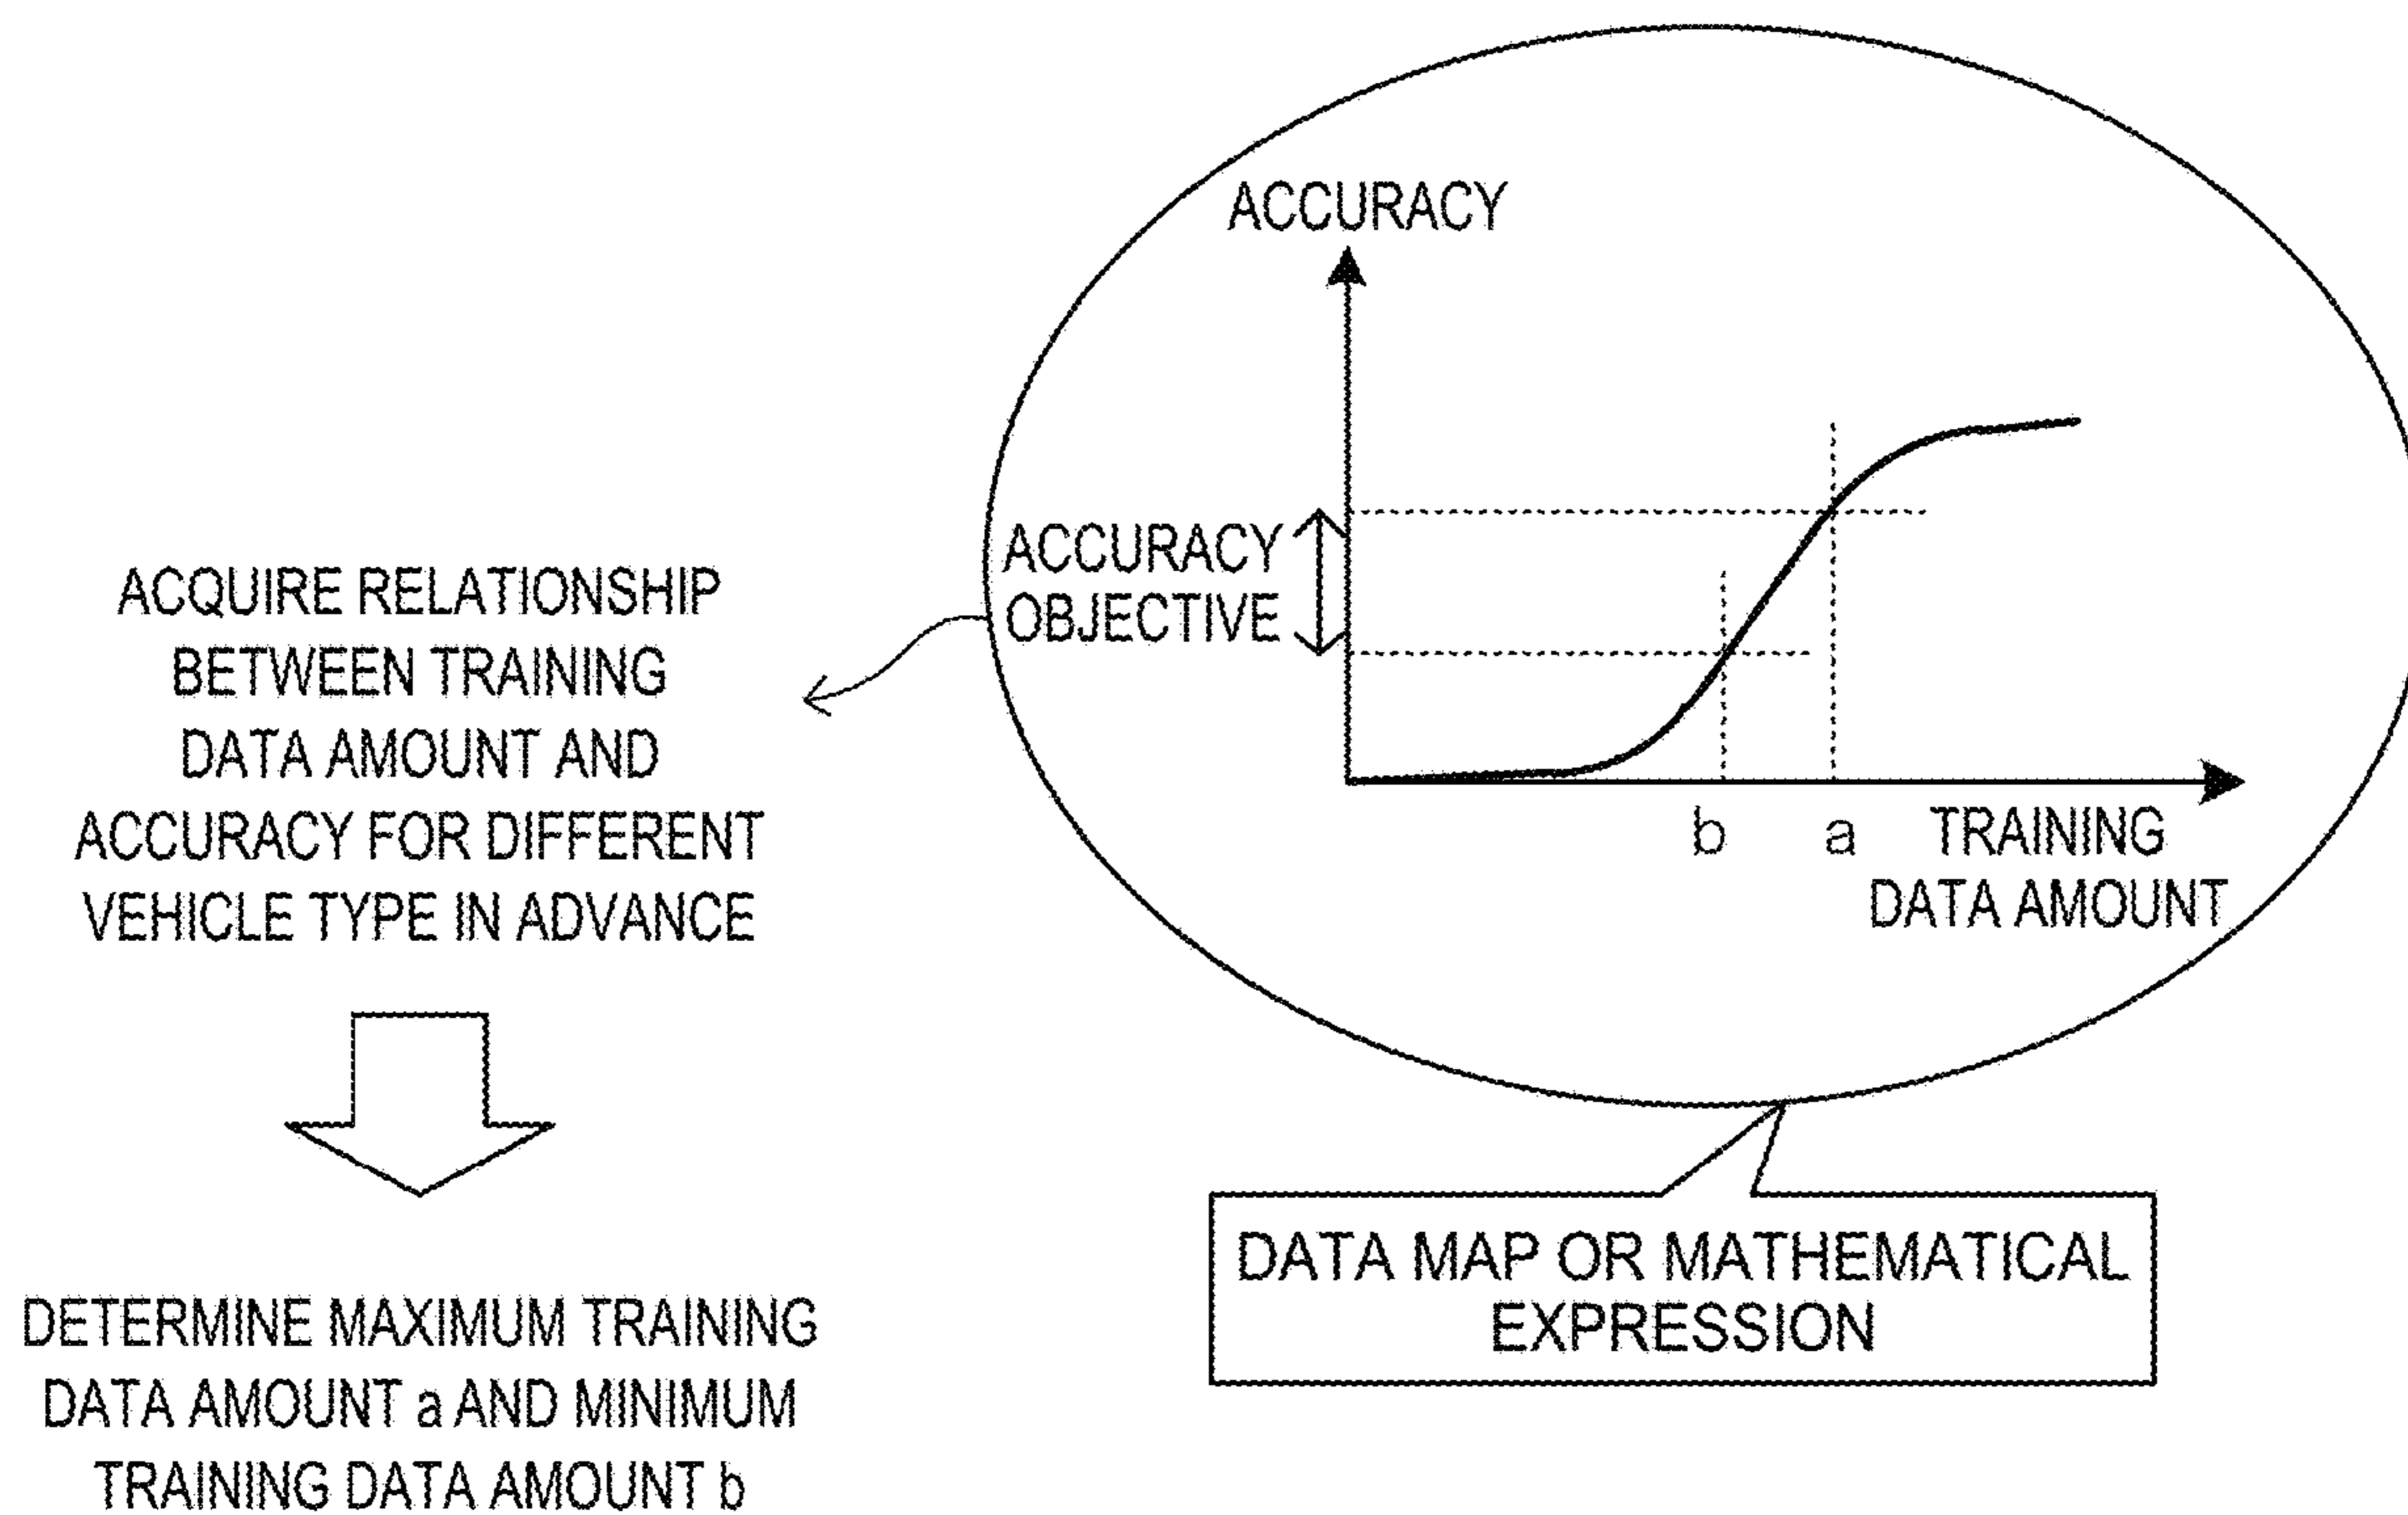 ACCURACY
ACCURACY
OBJECTIVE
b
a
TRAINING
DATA AMOUNT
ACQUIRE RELATIONSHIP
BETWEEN TRAINING
DATA AMOUNT AND
ACCURACY FOR DIFFERENT
VEHICLE TYPE IN ADVANCE
DATA MAP OR MATHEMATICAL
EXPRESSION
DETERMINE MAXIMUM TRAINING
DATA AMOUNT a AND MINIMUM
TRAINING DATA AMOUNT b